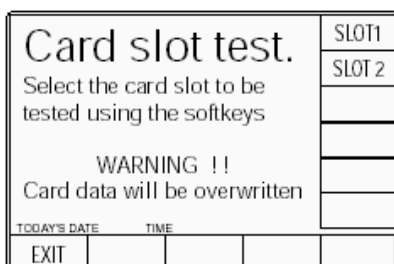 Card slot test.
Select the card slot to be
tested using the softkeys
WARNING !!
Card data will be overwritten
TODAY'S DATE TIME
SLOT1
SLOT 2
EXIT